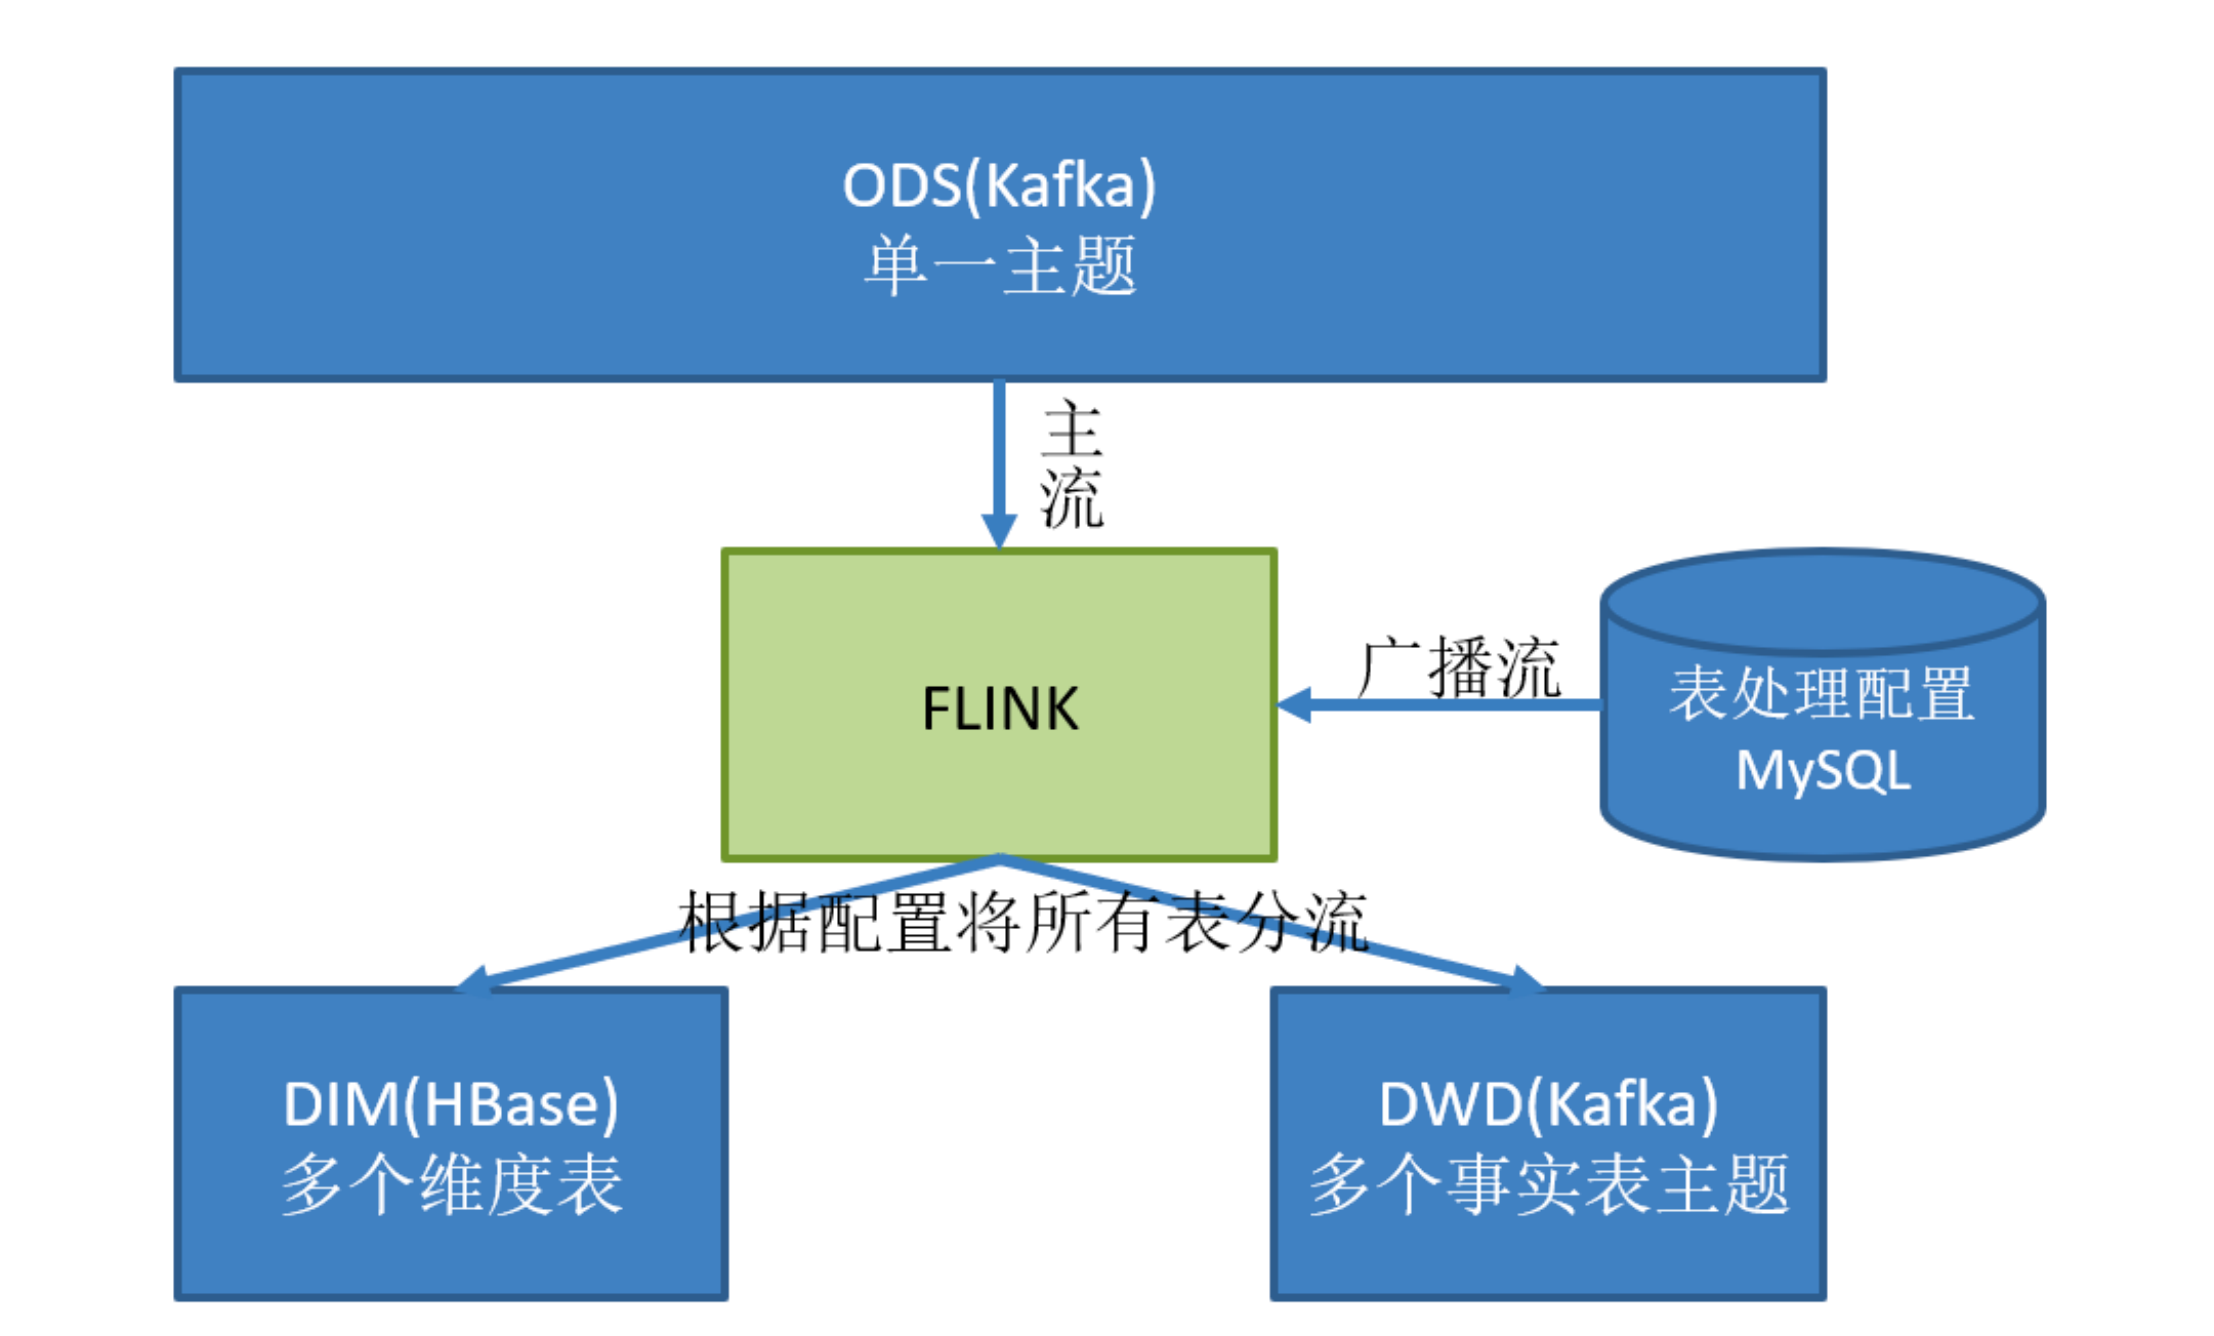 ODS(Kafka)
单一主题
主
流
FLINK
广播流
表处理配置
MySQL
根据配置将所有表分流
DIM(HBase)
多个维度表
DWD(Kafka)
多个事实表主题